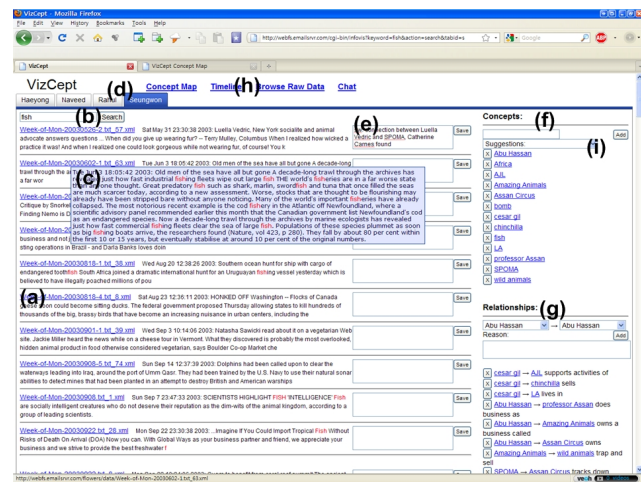 VizCept - Mozilla Firefox
File Edit View History Bookmarks Tools Help
http://webfs.emailsrvr.com/cgi-bin/infovis?keyword=fish&action=search&tabid=s
Google
VizCept
VizCept Concept Map
VizCept
Concept Map Timeline Browse Raw Data Chat
(d) (h)
Haeyong Naveed Rahul Seungwon
fish Search
(b) (e)
Week-of-Mon-20030526-2.txt_57.xml Sat May 31 23:30:38 2003: Luella Vedric, New York socialite and animal
advocate answers questions ... When did you give up wearing fur? -- Terry Mulley, Columbus When I realized how wicked a
practice it was! And when I realized one could look gorgeous while not wearing fur, of course! You k
connection between Luella
Vedric and SPOMA, Catherine
Carnes found
Save
Week-of-Mon-20030602-1_63.xml Tue Jun 3 18:05:42 2003: Old men of the sea have all but gone A decade-long
trawl through the
a far wor
(c)
18:05:42 2003: Old men of the sea have all but gone A decade-long trawl through the archives has
just how fast industrial fishing fleets wipe out large fish THE world's fisheries are in a far worse state
than anyone thought. Great predatory fish such as shark, marlin, swordfish and tuna that once filled the seas
are much scarcer today, according to a new assessment. Worse, stocks that are thought to be flourishing may
already have been stripped bare without anyone noticing. Many of the world's important fisheries have already
collapsed. The most notorious recent example is the cod fishery in the Atlantic off Newfoundland, where a
scientific advisory panel recommended earlier this month that the Canadian government list Newfoundland's cod
as an endangered species. Now a decade-long trawl through the archives by marine ecologists has revealed
just how fast commercial fishing fleets clear the sea of large fish. Populations of these species plummet as soon
as big fishing boats arrive, the researchers found (Nature, vol 423, p 280). They fall by about 80 per cent within
the first 10 or 15 years, but eventually stabilise at around 10 per cent of the original numbers.
Critique by Snorkel
Finding Nemo is D
business and not
sting operations in Brazil - and Darla Banks loves doin
Week-of-Mon-20030818-1_38.xml Wed Aug 20 12:38:25 2003: Southern ocean hunt for ship with cargo of
endangered toothfish South Africa joined a dramatic international hunt for an Uruguayan fishing vessel yesterday which is
believed to have illegally poached millions of pou
Save
(a)
Week-of-Mon-20030818-4_8.xml Sat Aug 23 12:36:11 2003: HONKED OFF Washington -- Flocks of Canada
could become sitting ducks. The federal government proposed Thursday allowing states to kill hundreds of
thousands of the big, brassy birds that have become an increasing nuisance in urban centers, including the
Save
Week-of-Mon-20030901-1.txt_39.xml Wed Sep 3 10:14:06 2003: Natasha Sawicki read about it on a vegetarian Web
site. Jackie Miller heard the news while on a cheese tour in Vermont. What they discovered is probably the most overlooked,
hidden animal product in food otherwise considered vegetarian, says Boulder Co-op Market che
Save
Week-of-Mon-20030908-5.txt_74.xml Sun Sep 14 12:37:39 2003: Dolphins had been called upon to clear the
waterways leading into Iraq, around the port of Umm Qasr. They had been trained by the U.S. Navy to use their natural sonar
abilities to detect mines that had been planted in an attempt to destroy British and American warships
Save
Week-of-Mon-20030908.txt_1.xml Sun Sep 7 23:47:33 2003: SCIENTISTS HIGHLIGHT FISH 'INTELLIGENCE' Fish
are socially intelligent creatures who do not deserve their reputation as the dim-wits of the animal kingdom, according to a
group of leading scientists.
Save
Week-of-Mon-20030922.txt_28.xml Mon Sep 22 23:30:38 2003: ...Imagine If You Could Import Tropical Fish Without
Risks of Death On Arrival (DOA) Now you can. With Global Ways as your business partner and friend, we appreciate your
business and we strive to provide the best freshwater f
Save
Concepts:
(f)
Add
(i)
Suggestions:
X Abu Hassan
X Africa
X AJL
X Amazing Animals
X Assan Circus
X bomb
X cesar gil
X chinchilla
X fish
X LA
X professor Assan
X SPOMA
X wild animals
Relationships: (g)
Abu Hassan → Abu Hassan
Reason: Add
X cesar gil → AJL supports activities of
X cesar gil → chinchilla sells
X cesar gil → LA lives in
X Abu Hassan → professor Assan does
business as
X Abu Hassan → Amazing Animals owns a
business called
X Abu Hassan → Assan Circus owns
X Amazing Animals → wild animals trap and
sell
X SPOMA → Assan Circus tracks down
http://webfs.emailsrvr.com/flowers/data/Week-of-Mon-20030602-1.txt_63.xml